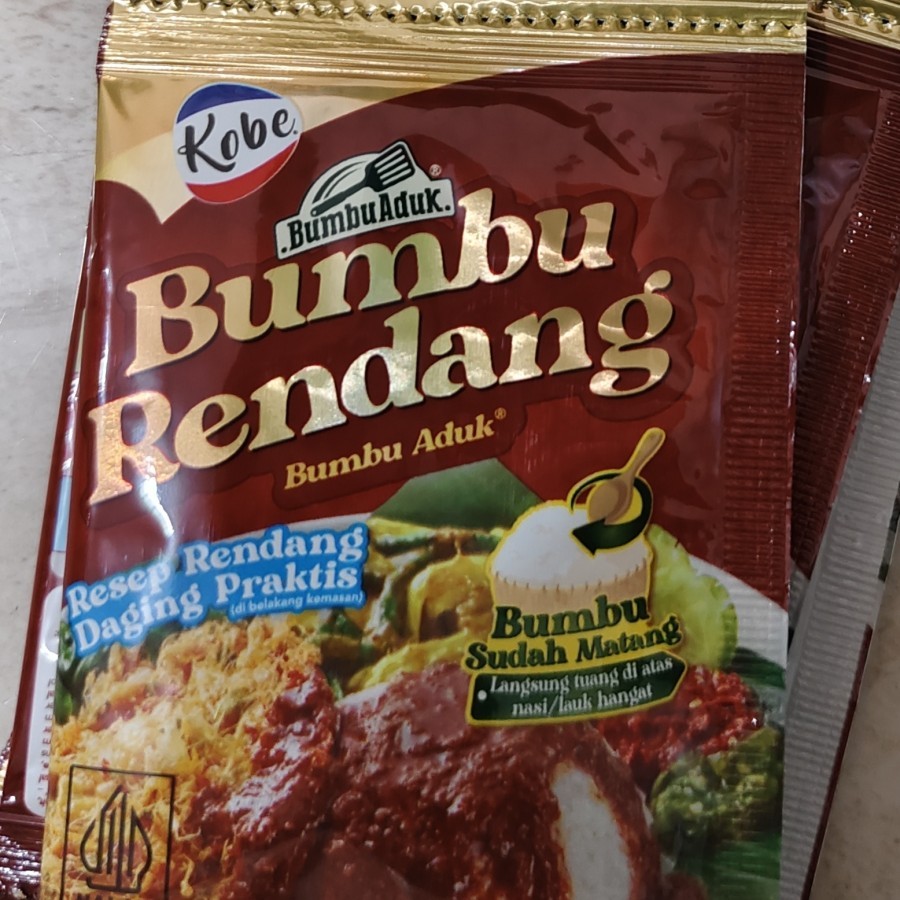 Kobe®
.BumbuAduk.®
Bumbu
Rendang
Bumbu Aduk®
Resep Rendang
Daging Praktis
(di belakang kemasan)
Bumbu
Sudah Matang
Langsung tuang di atas
nasi/lauk hangat